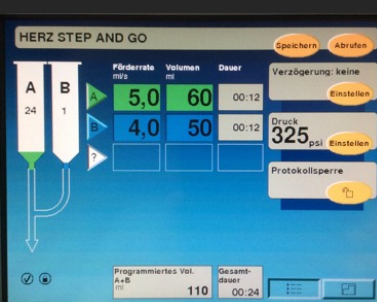 HERZ STEP AND GO
Speichern Abrufen
Förderrate Volumen Dauer
ml/s ml
A B
24 1
A 5,0 60 00:12
B 4,0 50 00:12
?
Verzögerung: keine
Einstellen
Druck
325 psi Einstellen
Protokollsperre
Programmiertes Vol.
A+B
ml
110
Gesamt-
dauer
00:24